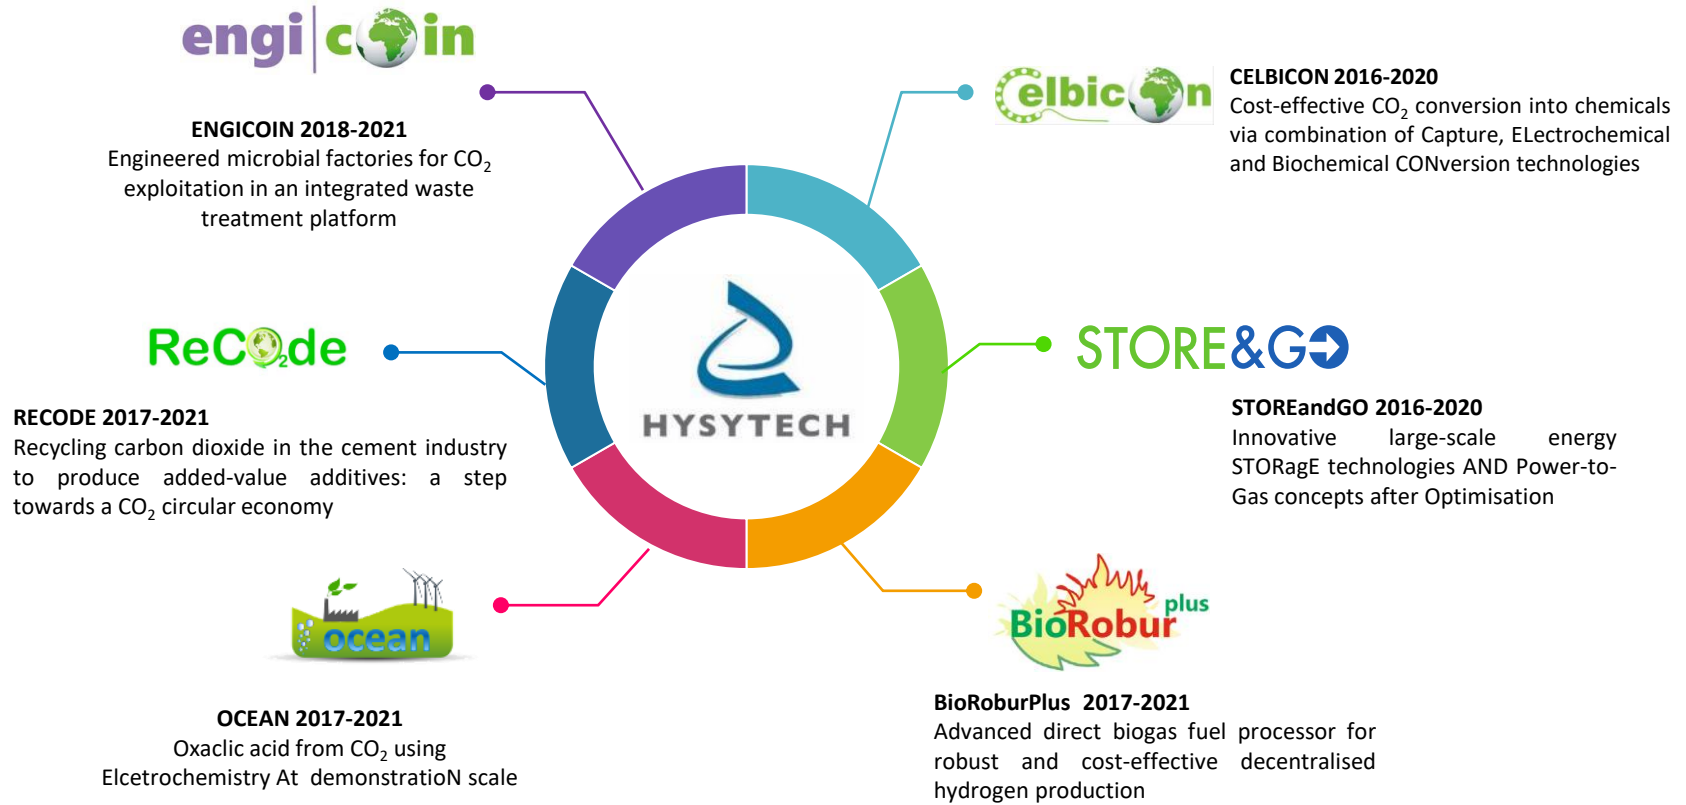 engi|coin
ENGICOIN 2018-2021
Engineered microbial factories for CO2
exploitation in an integrated waste
treatment platform
Celbicon
CELBICON 2016-2020
Cost-effective CO2 conversion into chemicals
via combination of Capture, ELectrochemical
and Biochemical CONversion technologies
ReCO2de
RECODE 2017-2021
Recycling carbon dioxide in the cement industry
to produce added-value additives: a step
towards a CO2 circular economy
HYSYTECH
STORE&GO
STOREandGO 2016-2020
Innovative large-scale energy
STORagE technologies AND Power-to-
Gas concepts after Optimisation
ocean
OCEAN 2017-2021
Oxaclic acid from CO2 using
Elcetrochemistry At demonstratioN scale
BioRobur plus
BioRoburPlus 2017-2021
Advanced direct biogas fuel processor for
robust and cost-effective decentralised
hydrogen production